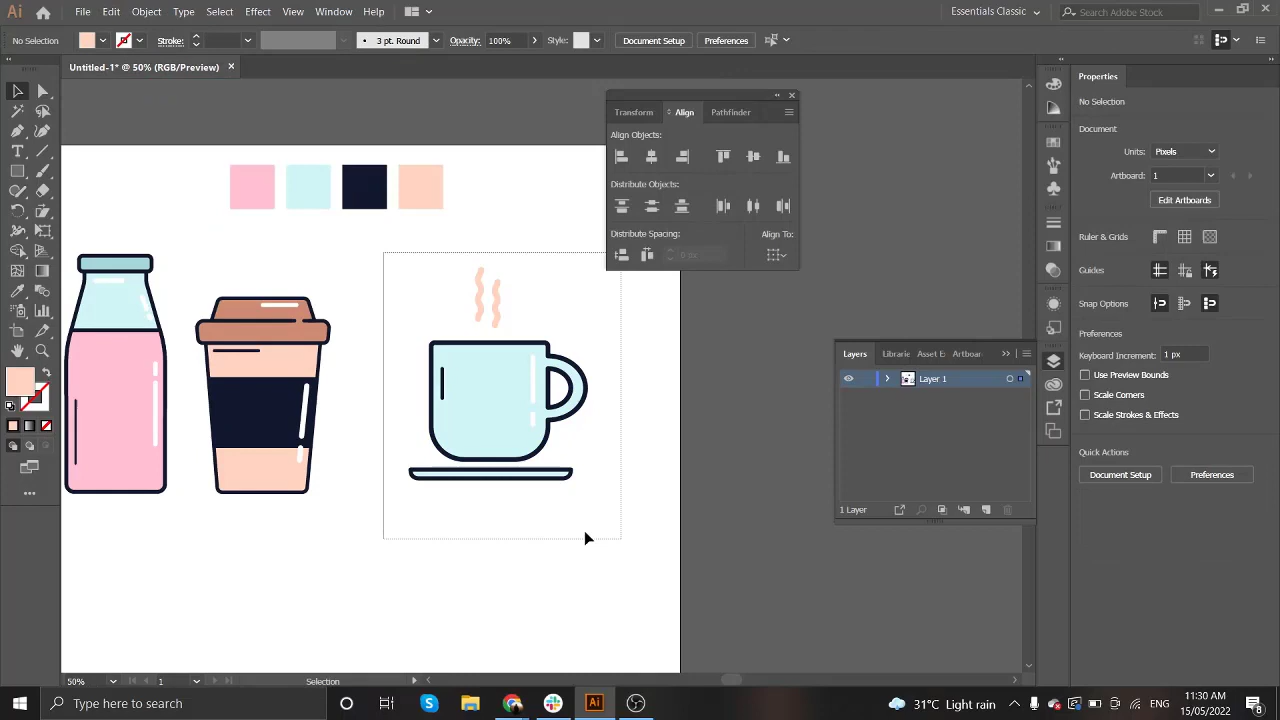 Ai File Edit Object Type Select Effect View Window Help Essentials Classic Search Adobe Stock
No Selection Stroke: 3 pt. Round Opacity: 100% Style: Document Setup Preferences
Untitled-1* @ 50% (RGB/Preview)
Properties
No Selection
Document
Units: Pixels
Artboard: 1
Edit Artboards
Ruler & Grids
Guides
Snap Options
Preferences
Keyboard Increment: 1 px
Use Preview Bounds
Scale Corners
Scale Strokes & Effects
Quick Actions
Document Setup Preferences
Transform Align Pathfinder
Align Objects:
Distribute Objects:
Distribute Spacing: Align To:
0 px
Layers Librarie Asset E Artboar
Layer 1
1 Layer
50% 1 Selection
Type here to search
Ai
31°C Light rain
11:30 AM
15/05/2022
8